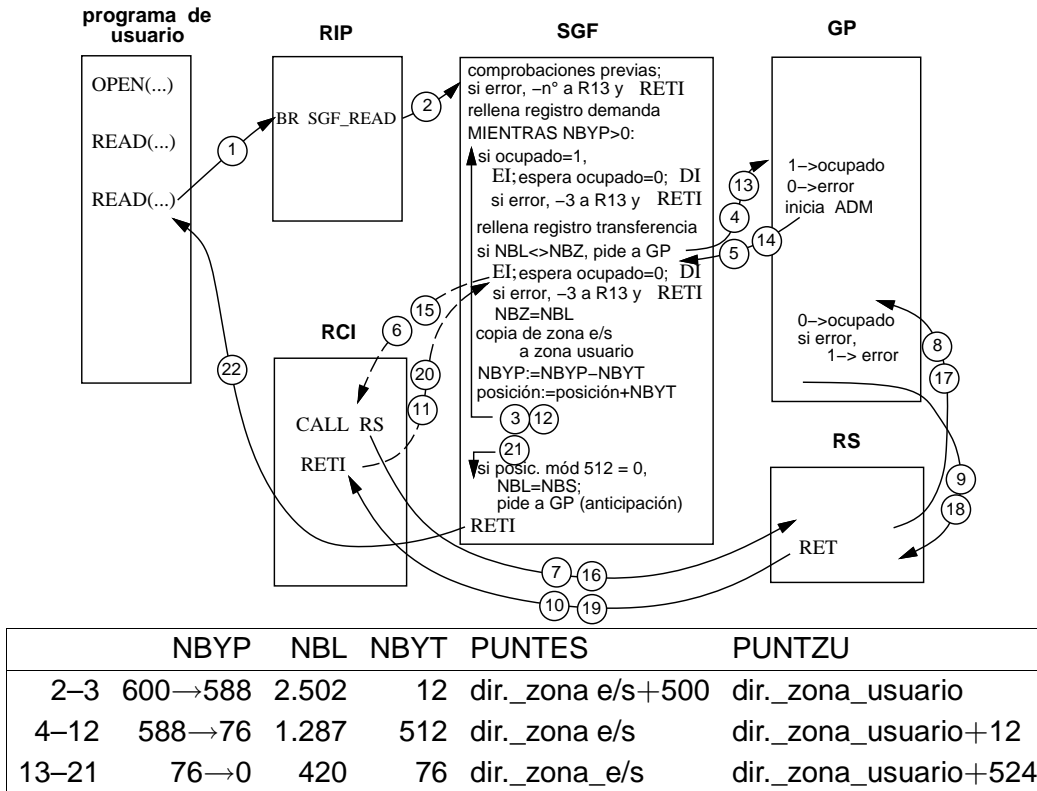 programa de
usuario
OPEN(...)
READ(...)
READ(...)
RIP
BR SGF_READ
SGF
comprobaciones previas;
si error, −n° a R13 y RETI
rellena registro demanda
MIENTRAS NBYP>0:
si ocupado=1,
EI; espera ocupado=0; DI
si error, −3 a R13 y RETI
rellena registro transferencia
si NBL<>NBZ, pide a GP
EI; espera ocupado=0; DI
si error, −3 a R13 y RETI
NBZ=NBL
copia de zona e/s
a zona usuario
NBYP:=NBYP−NBYT
posición:=posición+NBYT
3 12
21
si posic. mód 512 = 0,
NBL=NBS;
pide a GP (anticipación)
RETI
GP
1−>ocupado
0−>error
inicia ADM
0−>ocupado
si error,
1−> error
RCI
CALL RS
RETI
RS
RET
1
2
13
4
14
5
15
6
20
11
22
8
17
9
18
7 16
10 19
NBYP NBL NBYT PUNTES PUNTZU
2–3 600→588 2.502 12 dir._zona e/s+500 dir._zona_usuario
4–12 588→76 1.287 512 dir._zona e/s dir._zona_usuario+12
13–21 76→0 420 76 dir._zona_e/s dir._zona_usuario+524